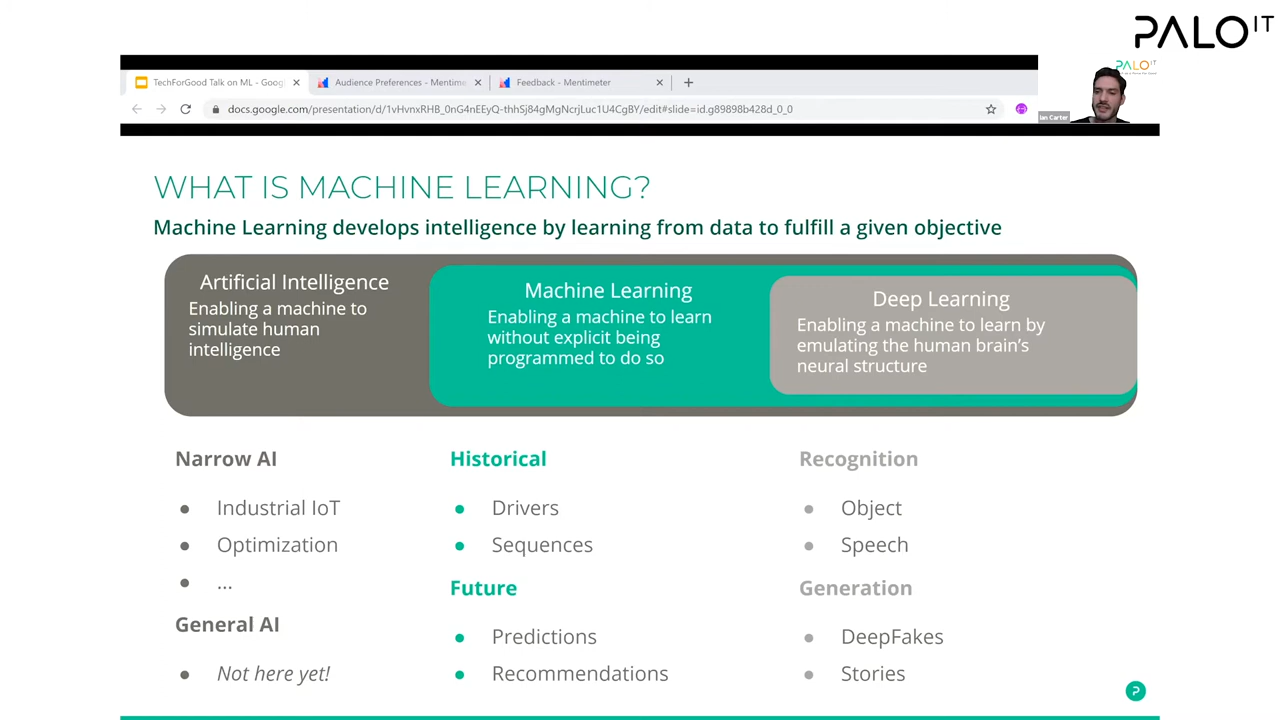 PALO IT
TechForGood Talk on ML - Goog
Audience Preferences - Mentime
Feedback - Mentimeter
docs.google.com/presentation/d/1vHvnxRHB_0nG4nEEyQ-thhSj84gMgNcrjLuc1U4CgBY/edit#slide=id.g89898b428d_0_0
PALO IT
Ian Carter
WHAT IS MACHINE LEARNING?
Machine Learning develops intelligence by learning from data to fulfill a given objective
Artificial Intelligence
Enabling a machine to
simulate human
intelligence
Machine Learning
Enabling a machine to learn
without explicit being
programmed to do so
Deep Learning
Enabling a machine to learn by
emulating the human brain's
neural structure
Narrow AI
● Industrial IoT
● Optimization
● ...
General AI
● Not here yet!
Historical
● Drivers
● Sequences
Future
● Predictions
● Recommendations
Recognition
● Object
● Speech
Generation
● DeepFakes
● Stories